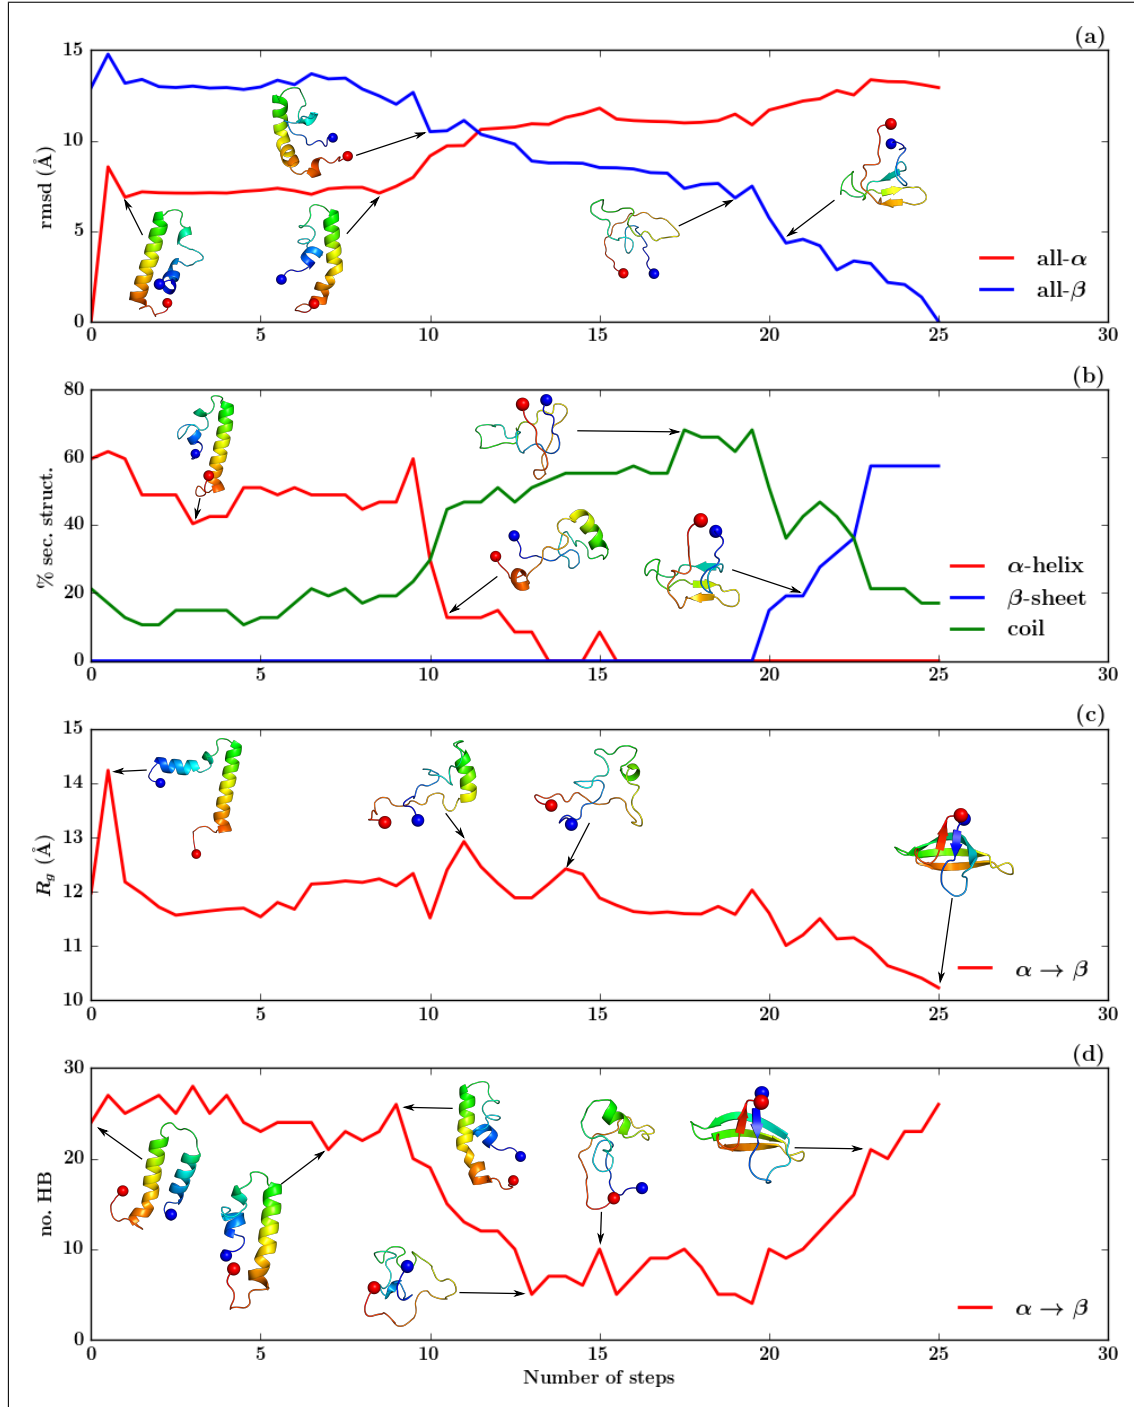 (a)
15
10
5
0
rmsd (Å)
all-α
all-β
0 5 10 15 20 25 30
(b)
80
60
40
20
0
% sec. struct.
α-helix
β-sheet
coil
0 5 10 15 20 25 30
(c)
15
14
13
12
11
10
R_g (Å)
α → β
0 5 10 15 20 25 30
(d)
30
20
10
0
no. HB
α → β
0 5 10 15 20 25 30
Number of steps